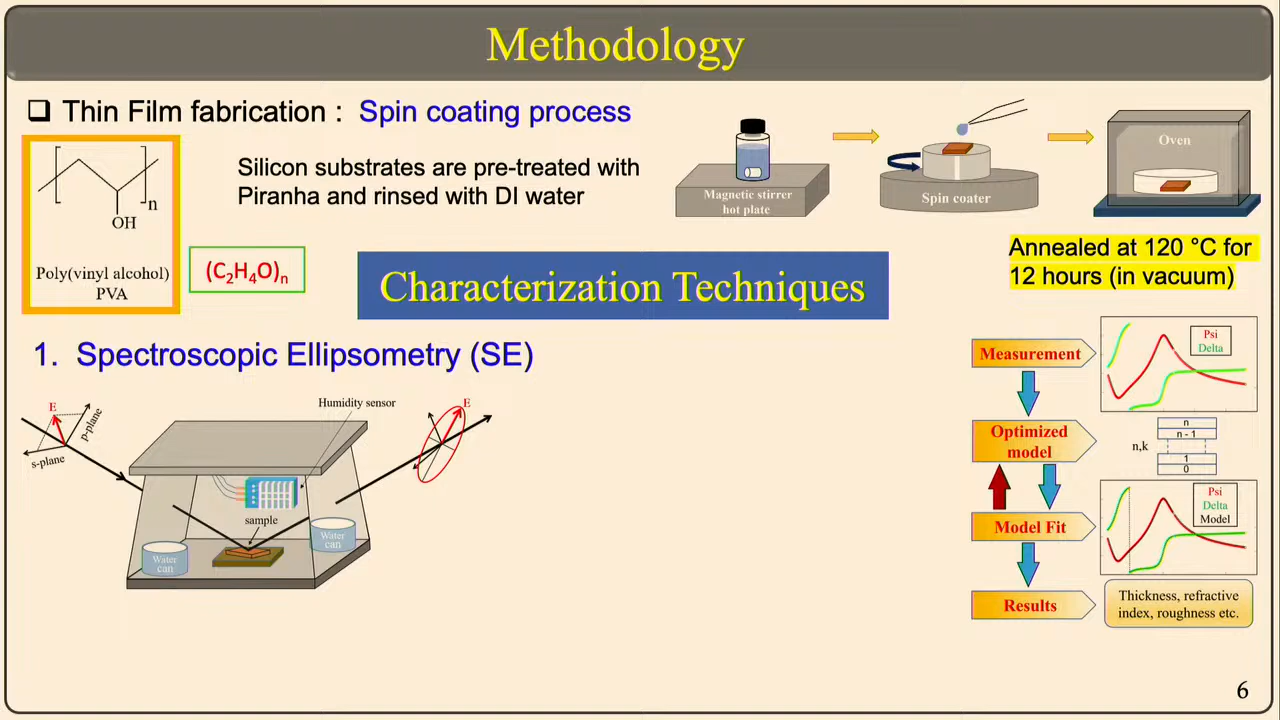 Methodology
❑ Thin Film fabrication : Spin coating process
Silicon substrates are pre-treated with
Piranha and rinsed with DI water
n
OH
Poly(vinyl alcohol)
PVA
(C₂H₄O)ₙ
Magnetic stirrer
hot plate
Spin coater
Oven
Annealed at 120 °C for
12 hours (in vacuum)
Characterization Techniques
1. Spectroscopic Ellipsometry (SE)
E
p-plane
s-plane
Humidity sensor
E
sample
Water
can
Water
can
Measurement
Psi
Delta
Optimized
model
n,k
n
n - 1
1
0
Model Fit
Psi
Delta
Model
Results
Thickness, refractive
index, roughness etc.
6